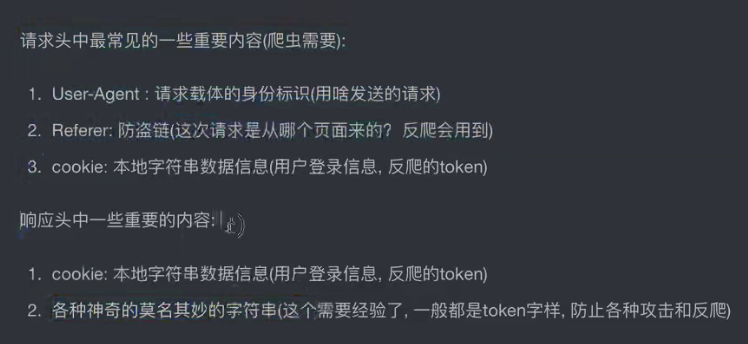 请求头中最常见的一些重要内容(爬虫需要):
1. User-Agent : 请求载体的身份标识(用啥发送的请求)
2. Referer: 防盗链(这次请求是从哪个页面来的? 反爬会用到)
3. cookie: 本地字符串数据信息(用户登录信息, 反爬的token)
响应头中一些重要的内容:
1. cookie: 本地字符串数据信息(用户登录信息, 反爬的token)
2. 各种神奇的莫名其妙的字符串(这个需要经验了, 一般都是token字样, 防止各种攻击和反爬)